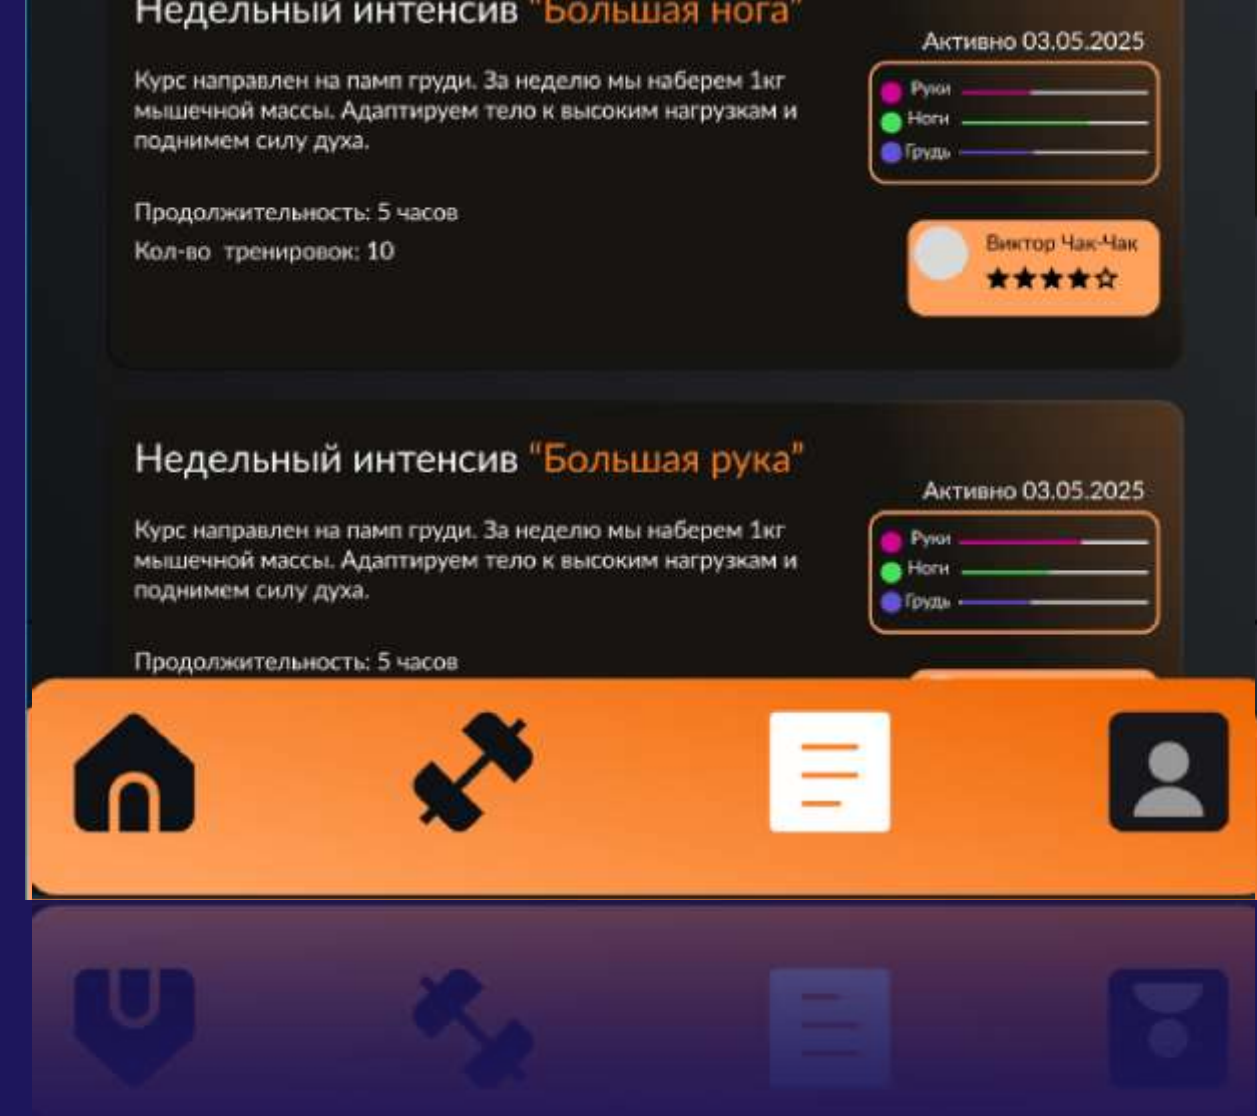 Недельный интенсив “Большая нога”
Активно 03.05.2025
Курс направлен на памп груди. За неделю мы наберем 1кг
мышечной массы. Адаптируем тело к высоким нагрузкам и
поднимем силу духа.
Руки
Ноги
Грудь
Продолжительность: 5 часов
Кол-во тренировок: 10
Виктор Чак-Чак
Недельный интенсив “Большая рука”
Активно 03.05.2025
Курс направлен на памп груди. За неделю мы наберем 1кг
мышечной массы. Адаптируем тело к высоким нагрузкам и
поднимем силу духа.
Руки
Ноги
Грудь
Продолжительность: 5 часов